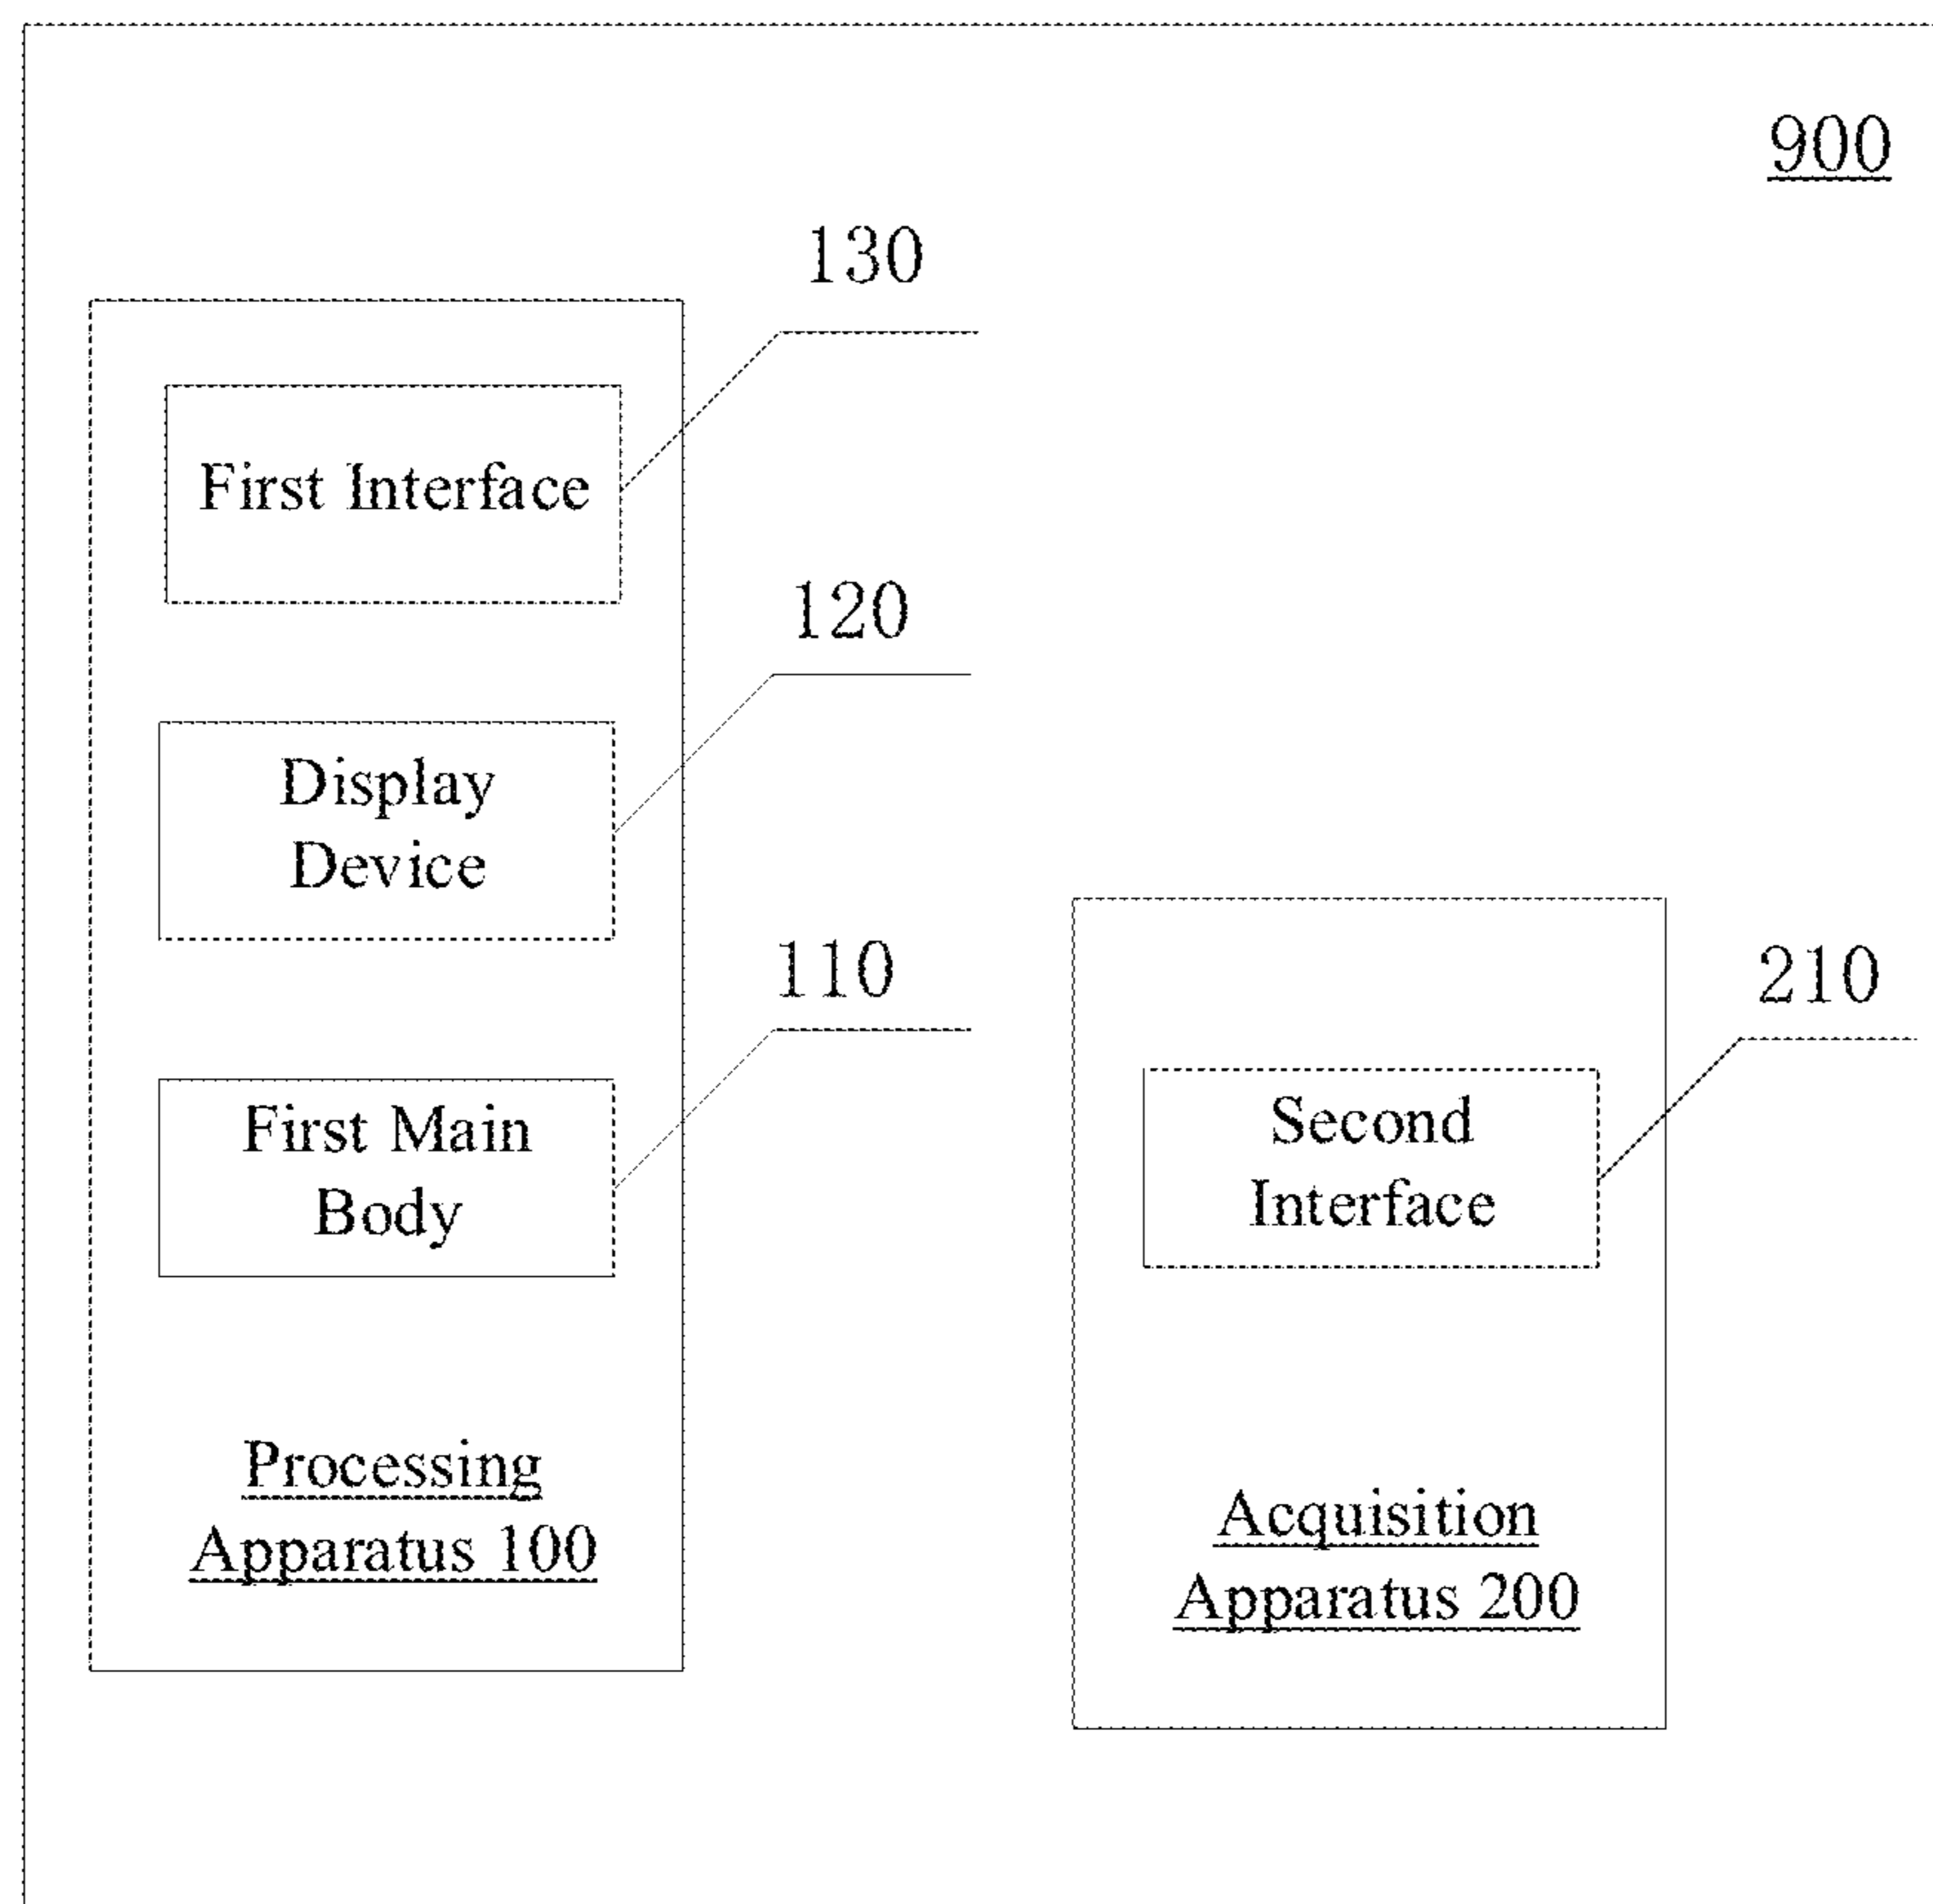 900
130
First Interface
120
Display
Device
110
First Main
Body
210
Second
Interface
Processing
Apparatus 100
Acquisition
Apparatus 200